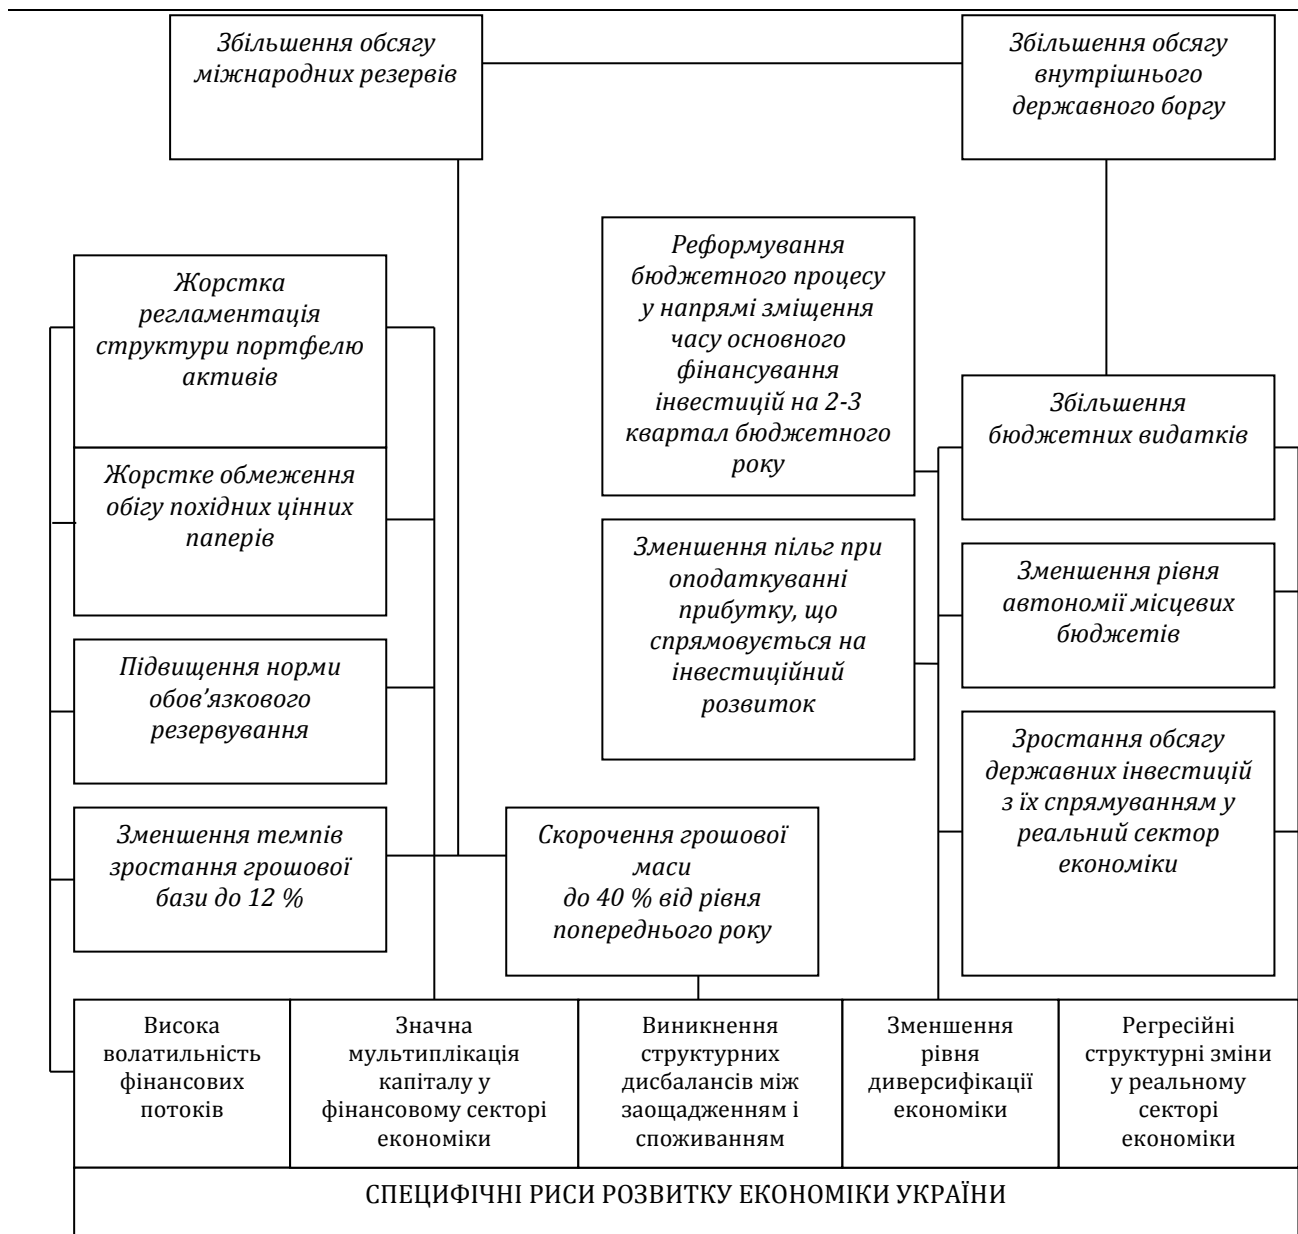 Збільшення обсягу
міжнародних резервів
Збільшення обсягу
внутрішнього
державного боргу
Реформування
бюджетного процесу
у напрямі зміщення
часу основного
фінансування
інвестицій на 2-3
квартал бюджетного
року
Жорстка
регламентація
структури портфелю
активів
Збільшення
бюджетних видатків
Жорстке обмеження
обігу похідних цінних
паперів
Зменшення пільг при
оподаткуванні
прибутку, що
спрямовується на
інвестиційний
розвиток
Зменшення рівня
автономії місцевих
бюджетів
Підвищення норми
обов’язкового
резервування
Зростання обсягу
державних інвестицій
з їх спрямуванням у
реальний сектор
економіки
Зменшення темпів
зростання грошової
бази до 12 %
Скорочення грошової
маси
до 40 % від рівня
попереднього року
Висока
волатильність
фінансових
потоків
Значна
мультиплікація
капіталу у
фінансовому секторі
економіки
Виникнення
структурних
дисбалансів між
заощадженням і
споживанням
Зменшення
рівня
диверсифікації
економіки
Регресійні
структурні зміни
у реальному
секторі
економіки
СПЕЦИФІЧНІ РИСИ РОЗВИТКУ ЕКОНОМІКИ УКРАЇНИ